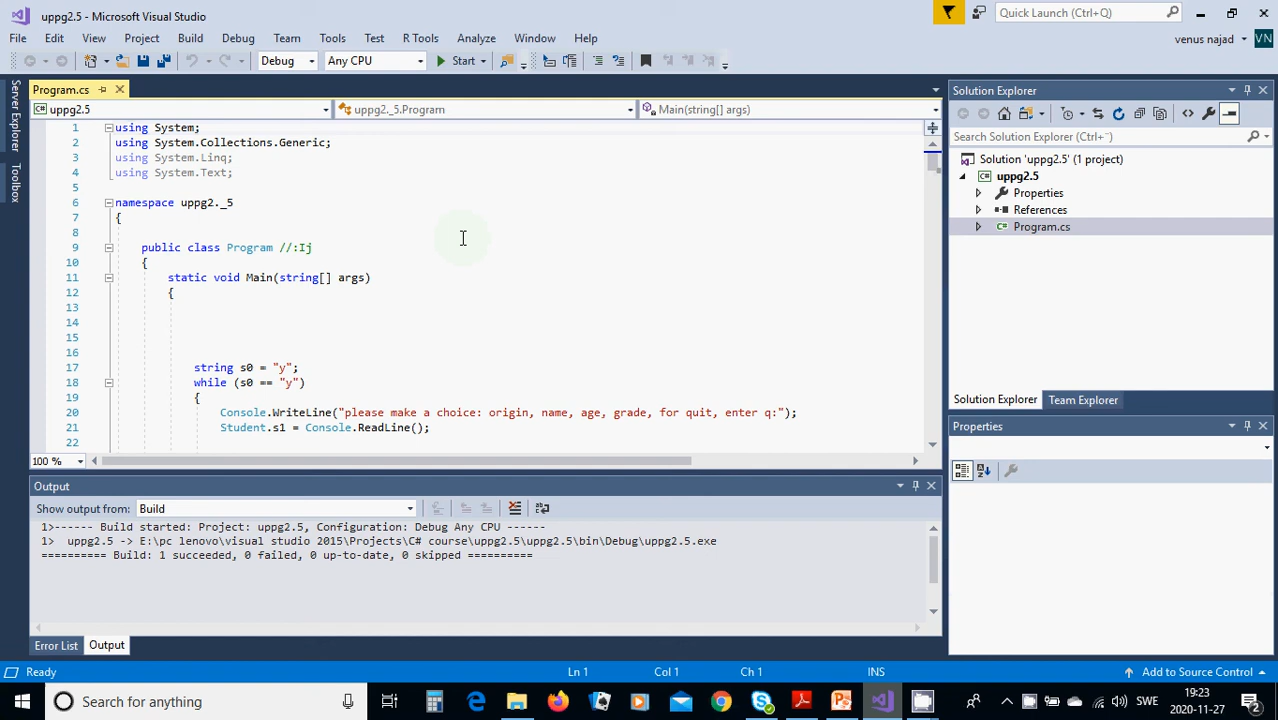 uppg2.5 - Microsoft Visual Studio
Quick Launch (Ctrl+Q)
File Edit View Project Build Debug Team Tools Test R Tools Analyze Window Help
venus najad VN
Debug Any CPU Start
Server Explorer
Toolbox
Program.cs
uppg2.5 uppg2._5.Program Main(string[] args)
1 using System;
2 using System.Collections.Generic;
3 using System.Linq;
4 using System.Text;
5
6 namespace uppg2._5
7 {
8
9 public class Program //:Ij
10 {
11 static void Main(string[] args)
12 {
13
14
15
16
17 string s0 = "y";
18 while (s0 == "y")
19 {
20 Console.WriteLine("please make a choice: origin, name, age, grade, for quit, enter q:");
21 Student.s1 = Console.ReadLine();
22
100 %
Solution Explorer
Search Solution Explorer (Ctrl+¨)
Solution 'uppg2.5' (1 project)
uppg2.5
Properties
References
Program.cs
Solution Explorer Team Explorer
Properties
Output
Show output from: Build
1>------ Build started: Project: uppg2.5, Configuration: Debug Any CPU ------
1> uppg2.5 -> E:\pc lenovo\visual studio 2015\Projects\C# course\uppg2.5\uppg2.5\bin\Debug\uppg2.5.exe
========== Build: 1 succeeded, 0 failed, 0 up-to-date, 0 skipped ==========
Error List Output
Ready Ln 1 Col 1 Ch 1 INS Add to Source Control
Search for anything
SWE
19:23
2020-11-27
2